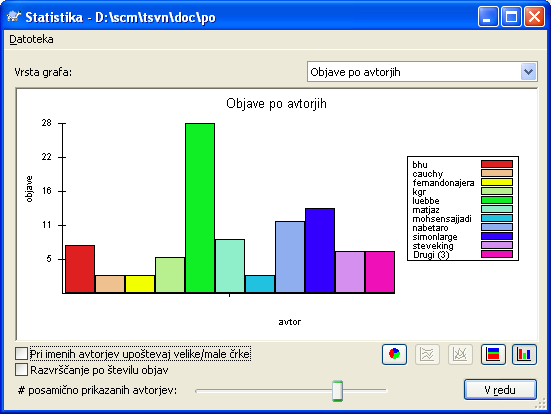 Statistika - D:\scm\tsvn\doc\po
Datoteka
Vrsta grafa:
Objave po avtorjih
Objave po avtorjih
28
22
16
11
5
objave
avtor
bhu
cauchy
fernandonajera
kgr
luebbe
matjaz
mohsensajjadi
nabetaro
simonlarge
steveking
Drugi (3)
Pri imenih avtorjev upoštevaj velike/male črke
Razvrščanje po številu objav
# posamično prikazanih avtorjev:
V redu